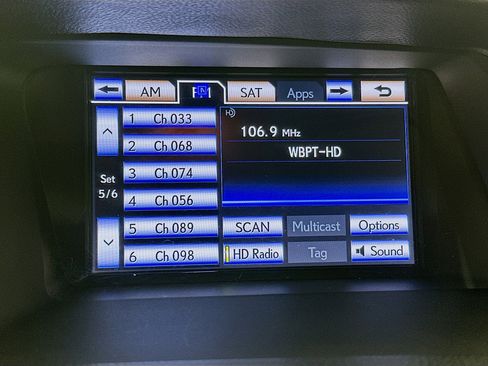 AM FM SAT Apps
1 Ch 033
2 Ch 068
3 Ch 074
4 Ch 056
5 Ch 089
6 Ch 098
Set
5/6
HD
106.9 MHz
WBPT-HD
SCAN Multicast Options
HD Radio Tag Sound